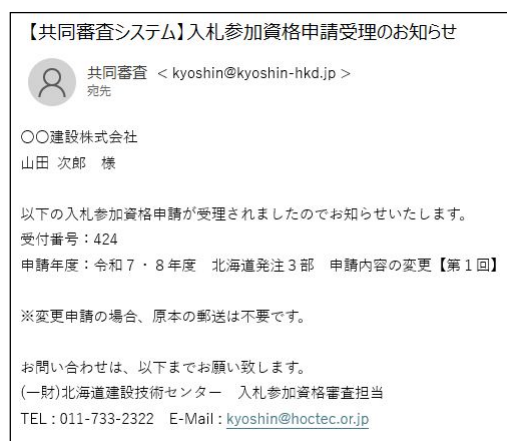 【共同審査システム】入札参加資格申請受理のお知らせ
共同審査 < kyoshin@kyoshin-hkd.jp >
宛先
〇〇建設株式会社
山田 次郎 様
以下の入札参加資格申請が受理されましたのでお知らせいたします。
受付番号：424
申請年度：令和７・８年度 北海道発注３部 申請内容の変更【第１回】
※変更申請の場合、原本の郵送は不要です。
お問い合わせは、以下までお願い致します。
(一財)北海道建設技術センター 入札参加資格審査担当
TEL：011-733-2322 E-Mail：kyoshin@hoctec.or.jp